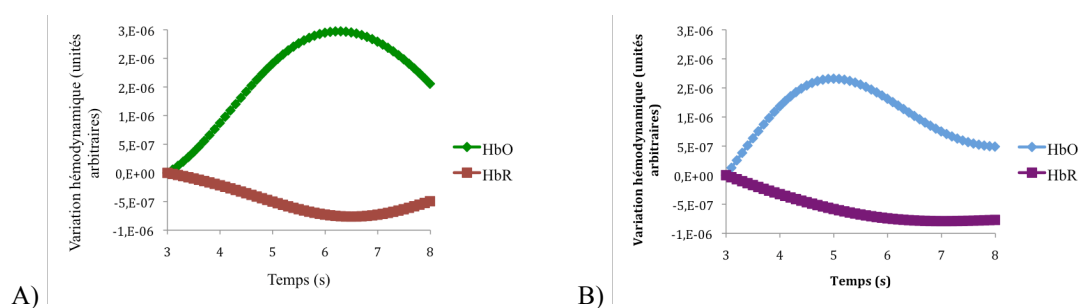 Variation hémodynamique (unités
arbitraires)
3,E-06
2,E-06
2,E-06
1,E-06
5,E-07
0,E+00
-5,E-07
-1,E-06
3 4 5 6 7 8
Temps (s)
HbO
HbR
A)
Variation hémodynamique (unités
arbitraires)
3,E-06
2,E-06
2,E-06
1,E-06
5,E-07
0,E+00
-5,E-07
-1,E-06
3 4 5 6 7 8
Temps (s)
HbO
HbR
B)